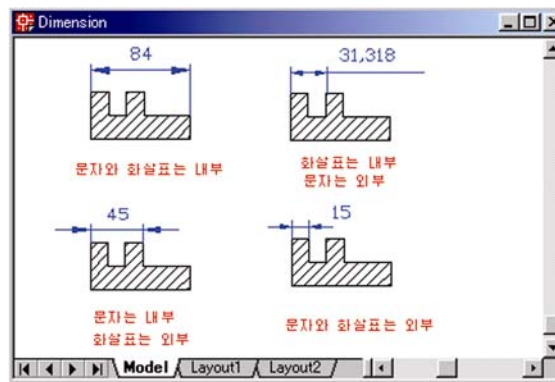 Dimension
84
31,318
문자와 화살표는 내부
화살표는 내부
문자는 외부
45
15
문자는 내부
화살표는 외부
문자와 화살표는 외부
Model
Layout1
Layout2